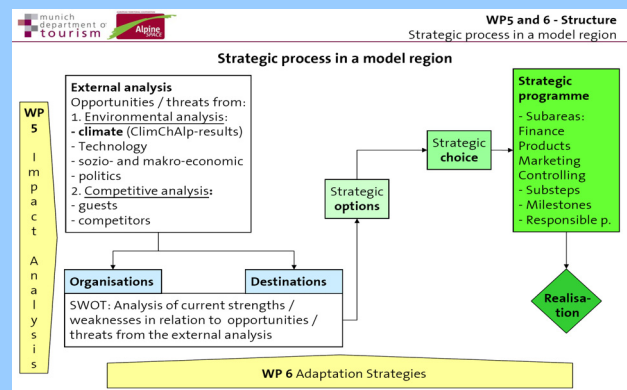 munich
department of
tourism
Alpine
SPACE
WP5 and 6 - Structure
Strategic process in a model region
Strategic process in a model region
WP
5
I
m
p
a
c
t
A
n
a
l
y
s
i
s
External analysis
Opportunities / threats from:
1. Environmental analysis:
- climate (ClimChAlp-results)
- Technology
- sozio- and makro-economic
- politics
2. Competitive analysis:
- guests
- competitors
Organisations
Destinations
SWOT: Analysis of current strengths /
weaknesses in relation to opportunities /
threats from the external analysis
Strategic
options
Strategic
choice
Strategic
programme
- Subareas:
Finance
Products
Marketing
Controlling
- Substeps
- Milestones
- Responsible p.
Realisa-
tion
WP 6 Adaptation Strategies